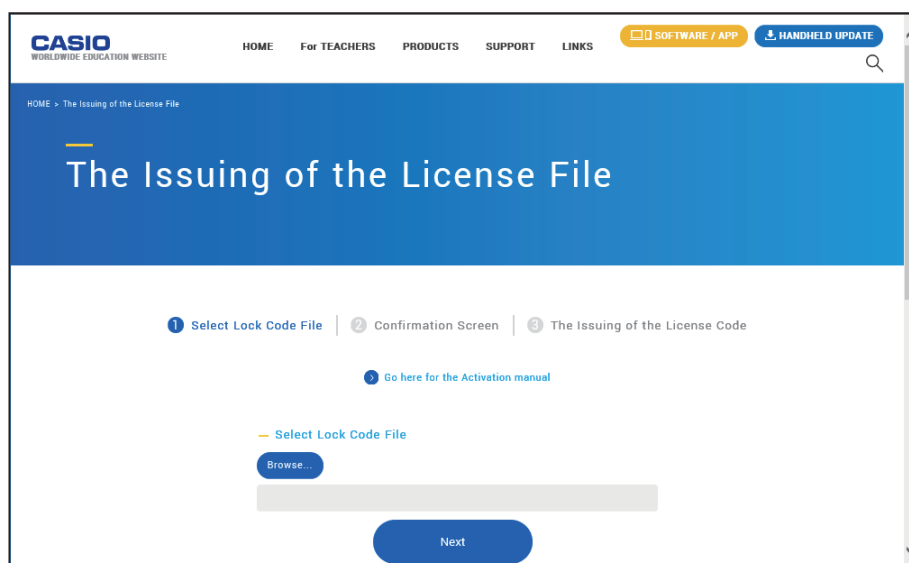 CASIO
WORLDWIDE EDUCATION WEBSITE
HOME For TEACHERS PRODUCTS SUPPORT LINKS
SOFTWARE / APP
HANDHELD UPDATE
HOME > The Issuing of the License File
The Issuing of the License File
1 Select Lock Code File 2 Confirmation Screen 3 The Issuing of the License Code
Go here for the Activation manual
Select Lock Code File
Browse...
Next